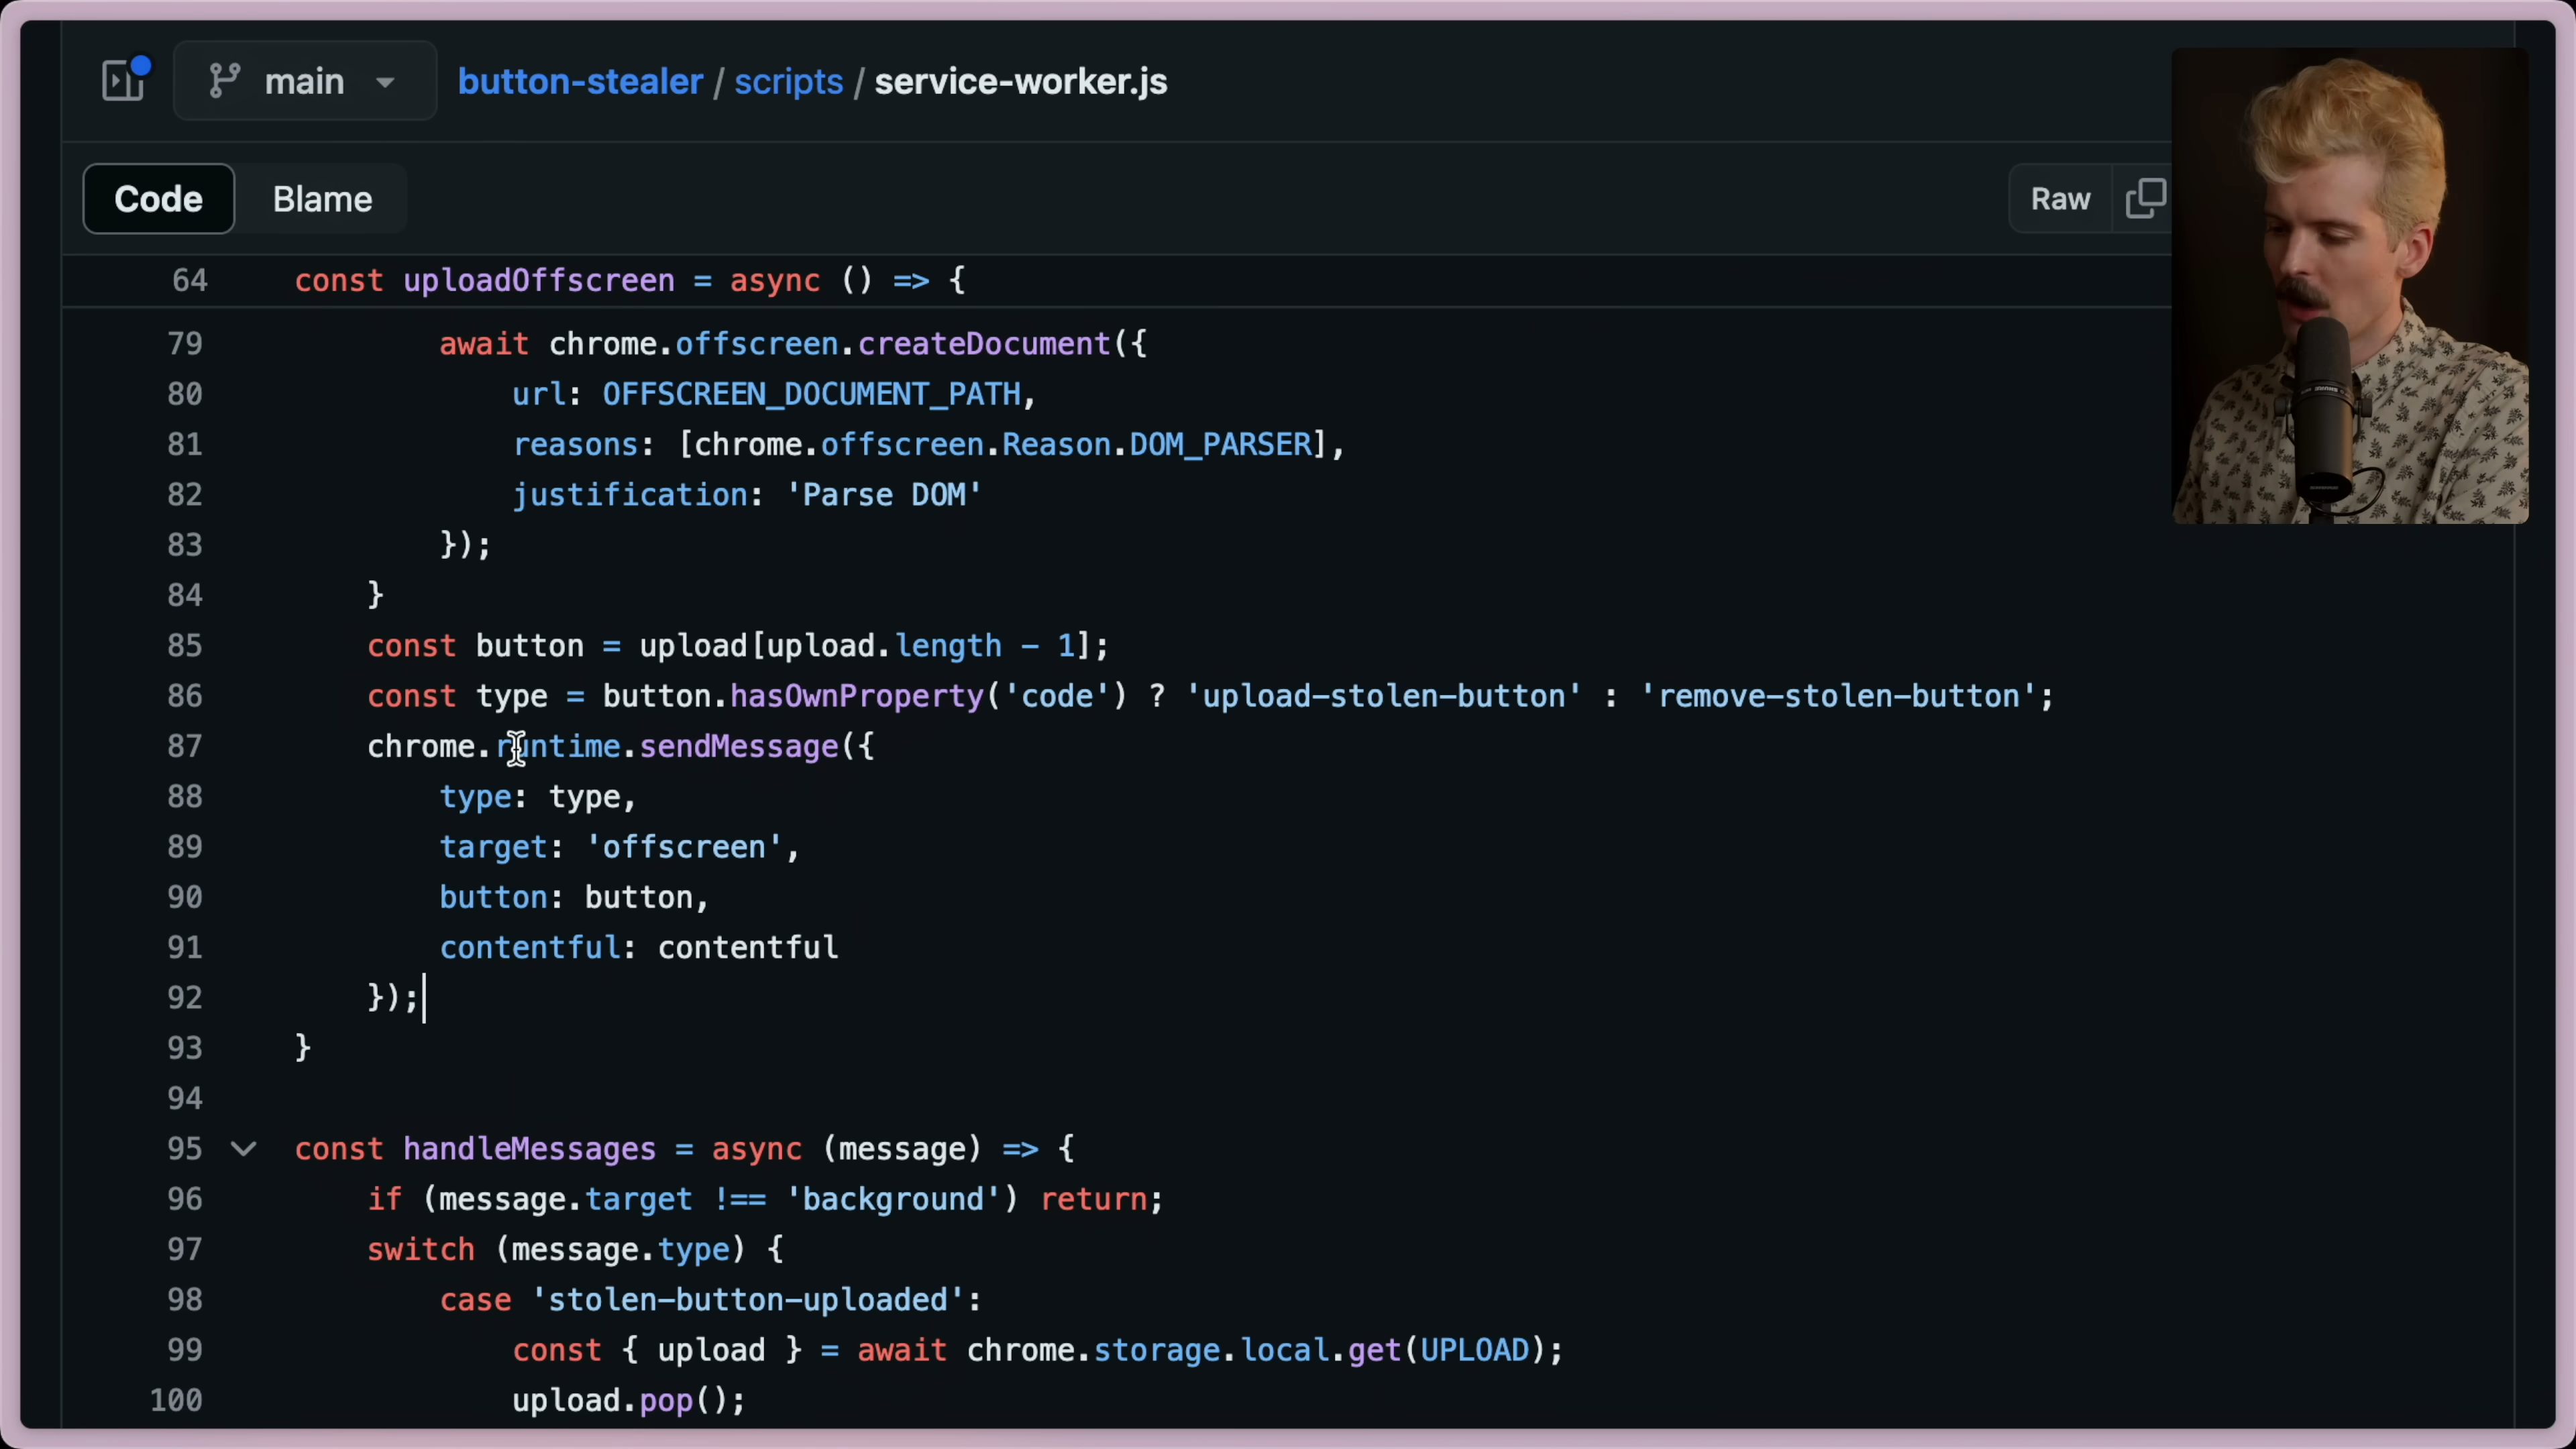 main
button-stealer / scripts / service-worker.js
Code Blame Raw
64 const uploadOffscreen = async () => {
79 await chrome.offscreen.createDocument({
80 url: OFFSCREEN_DOCUMENT_PATH,
81 reasons: [chrome.offscreen.Reason.DOM_PARSER],
82 justification: 'Parse DOM'
83 });
84 }
85 const button = upload[upload.length - 1];
86 const type = button.hasOwnProperty('code') ? 'upload-stolen-button' : 'remove-stolen-button';
87 chrome.runtime.sendMessage({
88 type: type,
89 target: 'offscreen',
90 button: button,
91 contentful: contentful
92 });
93 }
94
95 const handleMessages = async (message) => {
96 if (message.target !== 'background') return;
97 switch (message.type) {
98 case 'stolen-button-uploaded':
99 const { upload } = await chrome.storage.local.get(UPLOAD);
100 upload.pop();